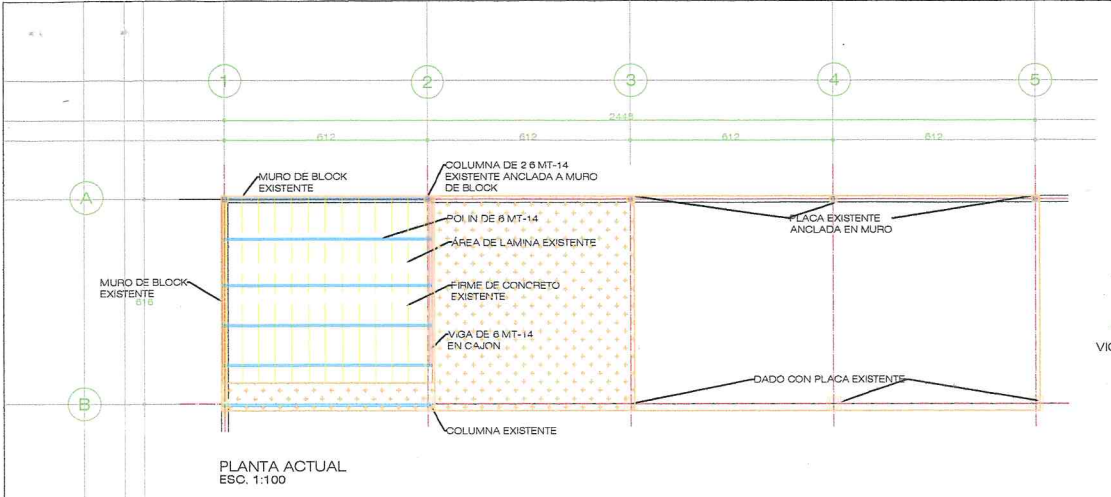 1
2
3
4
5
2448
612
612
612
612
A
MURO DE BLOCK
EXISTENTE
COLUMNA DE 2 6 MT-14
EXISTENTE ANCLADA A MURO
DE BLOCK
POLIN DE 6 MT-14
PLACA EXISTENTE
ANCLADA EN MURO
ÁREA DE LAMINA EXISTENTE
MURO DE BLOCK
EXISTENTE
616
FIRME DE CONCRETO
EXISTENTE
VIGA DE 6 MT-14
EN CAJON
VIG
DADO CON PLACA EXISTENTE
B
COLUMNA EXISTENTE
PLANTA ACTUAL
ESC. 1:100